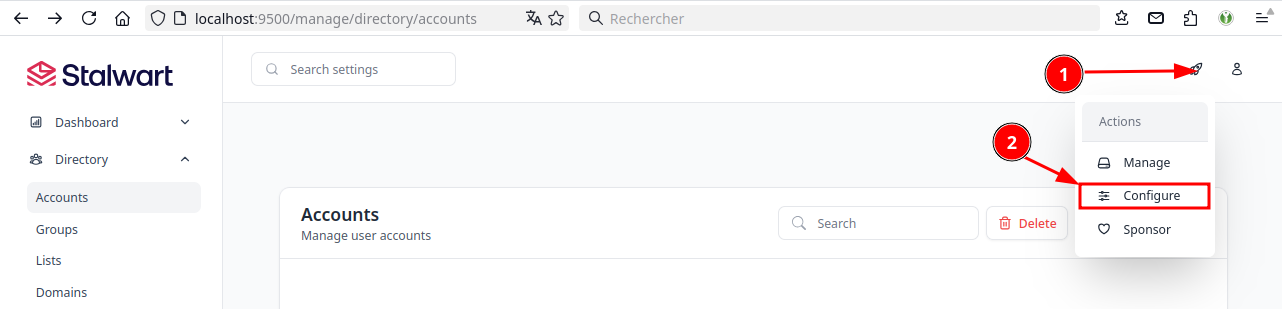 localhost:9500/manage/directory/accounts
Rechercher
Stalwart
Search settings
1
Dashboard
Actions
2
Directory
Manage
Accounts
Configure
Accounts
Manage user accounts
Search
Delete
Groups
Sponsor
Lists
Domains